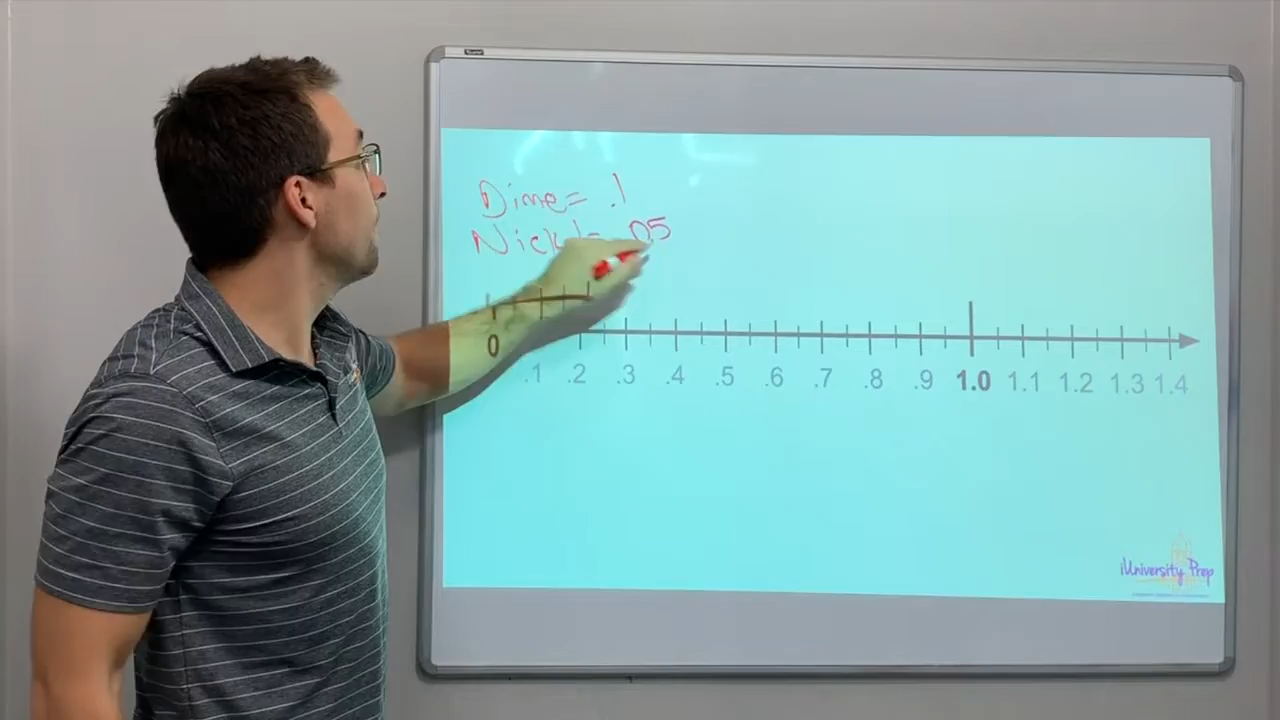 Dime= .1
.05
0 .1 .2 .3 .4 .5 .6 .7 .8 .9 1.0 1.1 1.2 1.3 1.4
iUniversity Prep